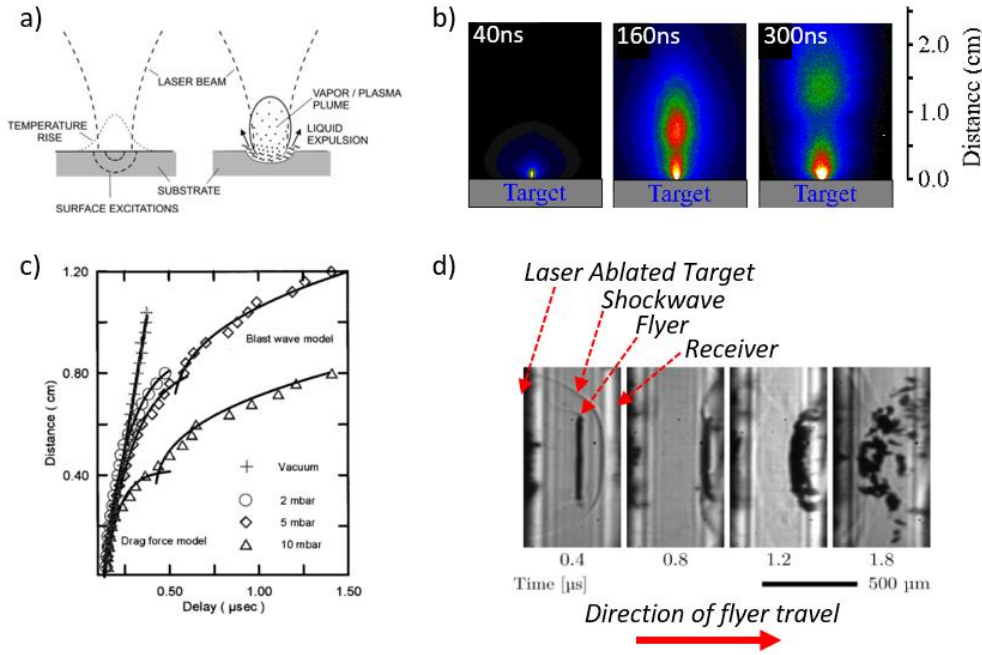 a)
LASER BEAM
TEMPERATURE
RISE
VAPOR / PLASMA
PLUME
LIQUID
EXPULSION
SUBSTRATE
SURFACE EXCITATIONS
b)
40ns
160ns
300ns
Target
Target
Target
2.0
1.0
0.0
Distance (cm)
c)
1.20
0.80
0.40
Distance (cm)
Blast wave model
Drag force model
Vacuum
2 mbar
5 mbar
10 mbar
0.50
1.00
1.50
Delay ( µsec)
d)
Laser Ablated Target
Shockwave
Flyer
Receiver
0.4
0.8
1.2
1.8
Time [µs]
500 µm
Direction of flyer travel